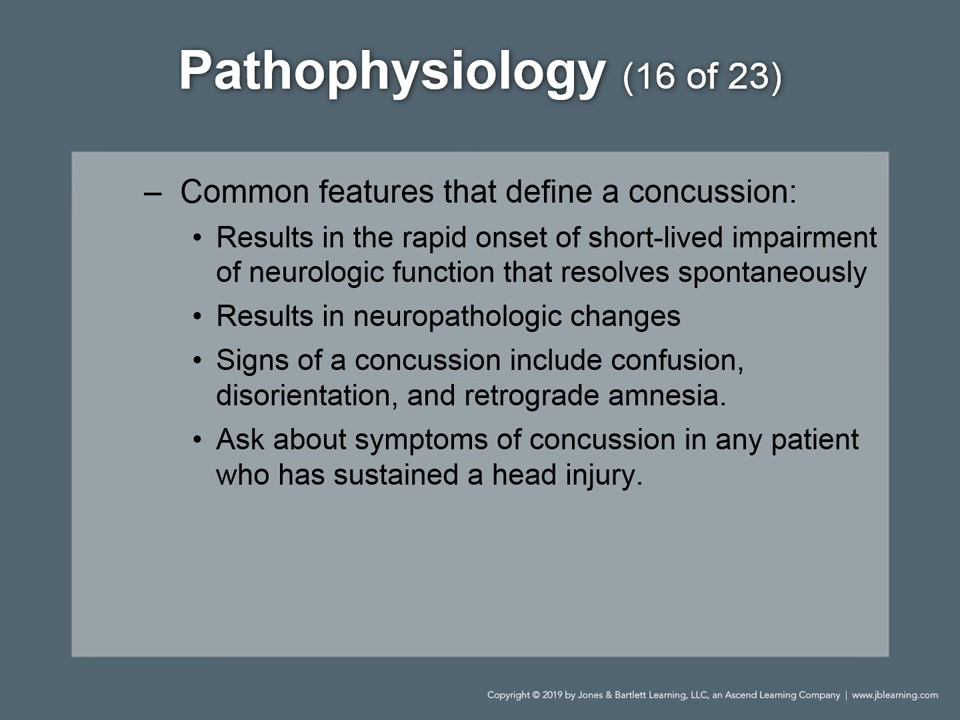 Pathophysiology (16 of 23)
– Common features that define a concussion:
• Results in the rapid onset of short-lived impairment
of neurologic function that resolves spontaneously
• Results in neuropathologic changes
• Signs of a concussion include confusion,
disorientation, and retrograde amnesia.
• Ask about symptoms of concussion in any patient
who has sustained a head injury.
Copyright © 2019 by Jones & Bartlett Learning, LLC, an Ascend Learning Company | www.jblearning.com